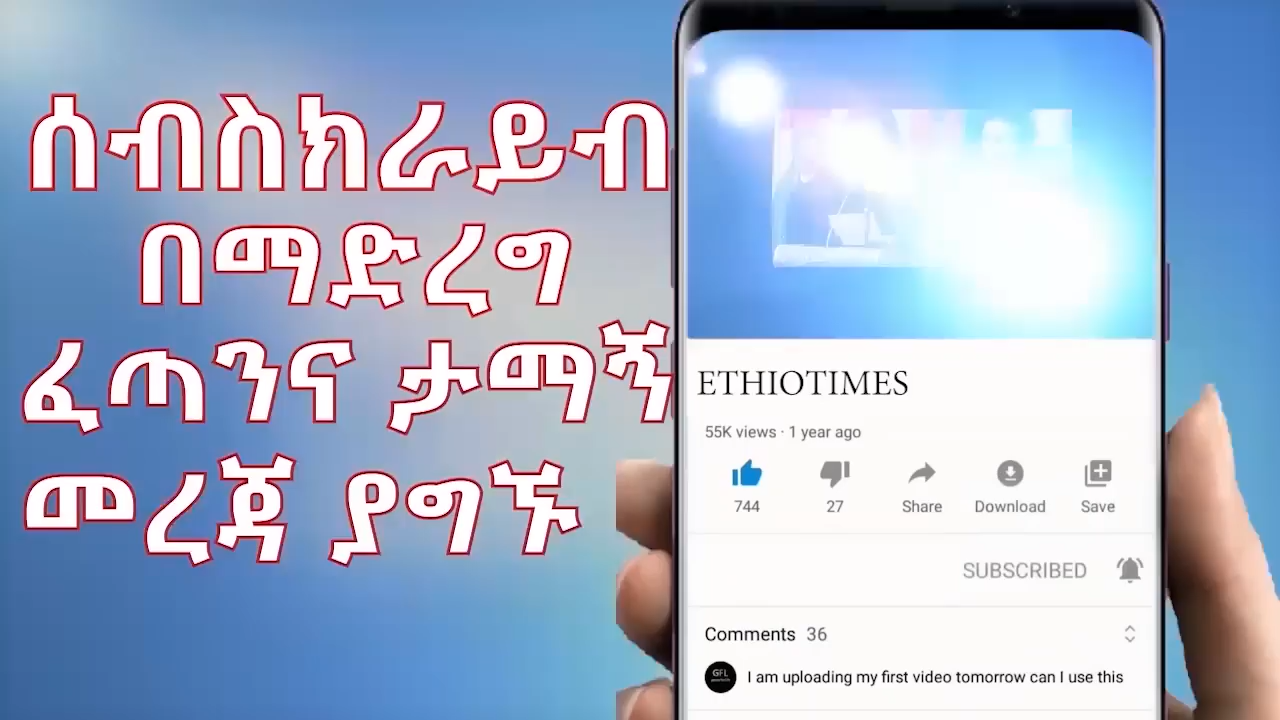 ሰብስክራይብ
በማድረግ
ፈጣንና ታማኝ
መረጃ ያግኙ
ETHIOTIMES
55K views · 1 year ago
744 27 Share Download Save
SUBSCRIBED
Comments 36
GFL
I am uploading my first video tomorrow can I use this